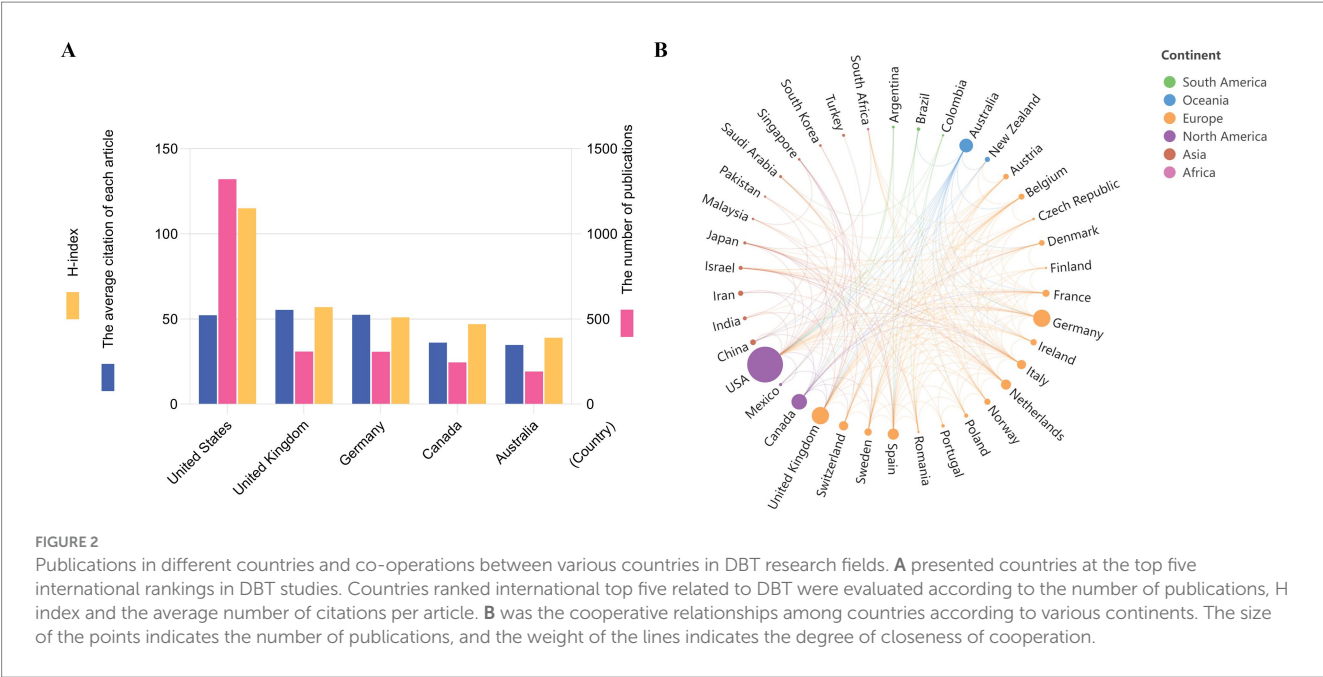 A
H-index
The average citation of each article
150
100
50
0
1500
1000
500
0
The number of publications
United States
United Kingdom
Germany
Canada
Australia
(Country)
B
Argentina
Brazil
Colombia
Australia
New Zealand
Austria
Belgium
Czech Republic
Denmark
Finland
France
Germany
Ireland
Italy
Netherlands
Norway
Poland
Portugal
Romania
Spain
Sweden
Switzerland
United Kingdom
Canada
Mexico
USA
China
India
Iran
Israel
Japan
Malaysia
Pakistan
Saudi Arabia
Singapore
South Korea
Turkey
South Africa
Continent
South America
Oceania
Europe
North America
Asia
Africa
FIGURE 2
Publications in different countries and co-operations between various countries in DBT research fields. A presented countries at the top five
international rankings in DBT studies. Countries ranked international top five related to DBT were evaluated according to the number of publications, H
index and the average number of citations per article. B was the cooperative relationships among countries according to various continents. The size
of the points indicates the number of publications, and the weight of the lines indicates the degree of closeness of cooperation.